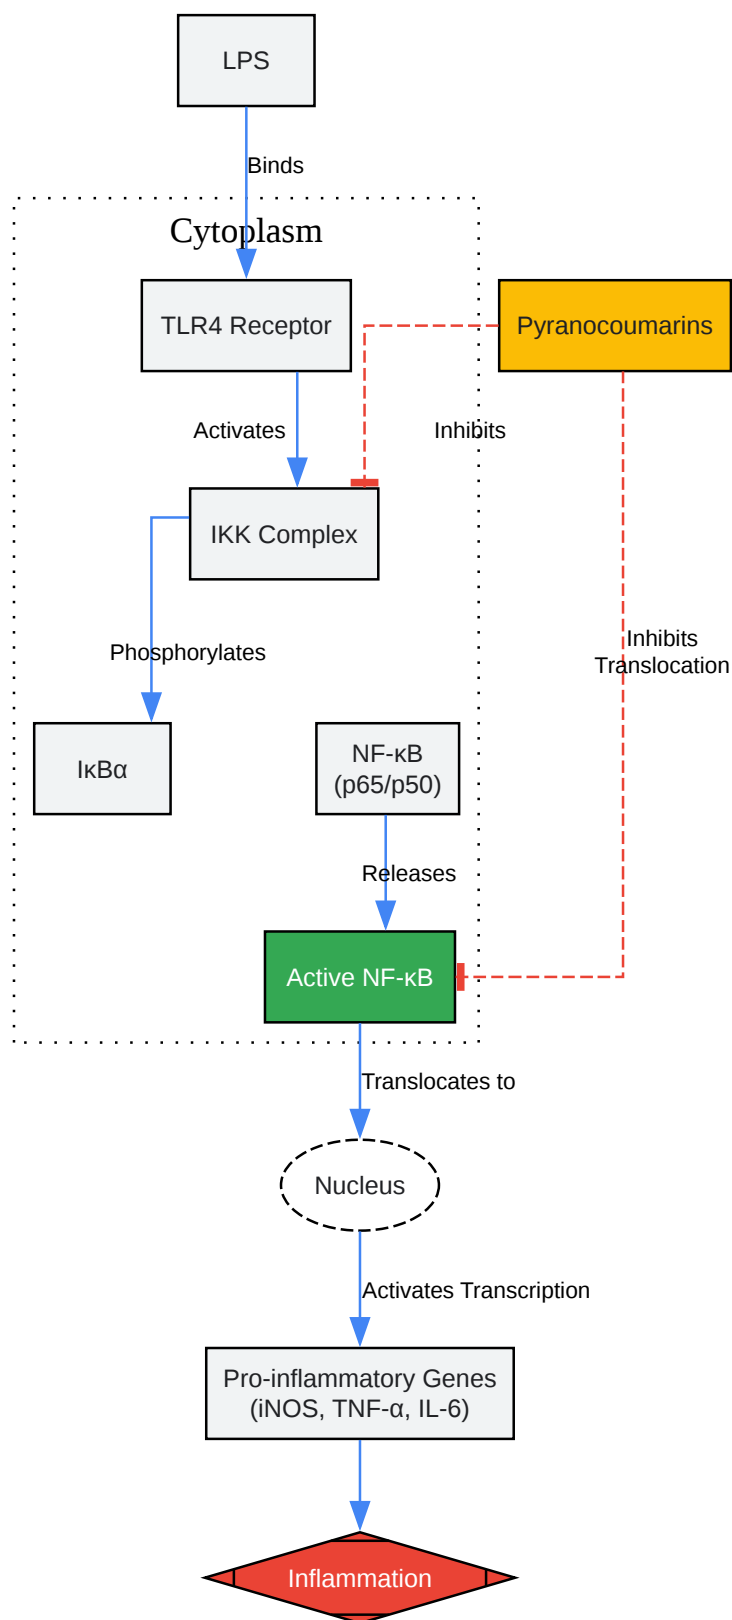 LPS
Binds
Cytoplasm
TLR4 Receptor
Pyranocoumarins
Activates
Inhibits
IKK Complex
Phosphorylates
Inhibits
Translocation
IκBα
NF-κB
(p65/p50)
Releases
Active NF-κB
Translocates to
Nucleus
Activates Transcription
Pro-inflammatory Genes
(iNOS, TNF-α, IL-6)
Inflammation